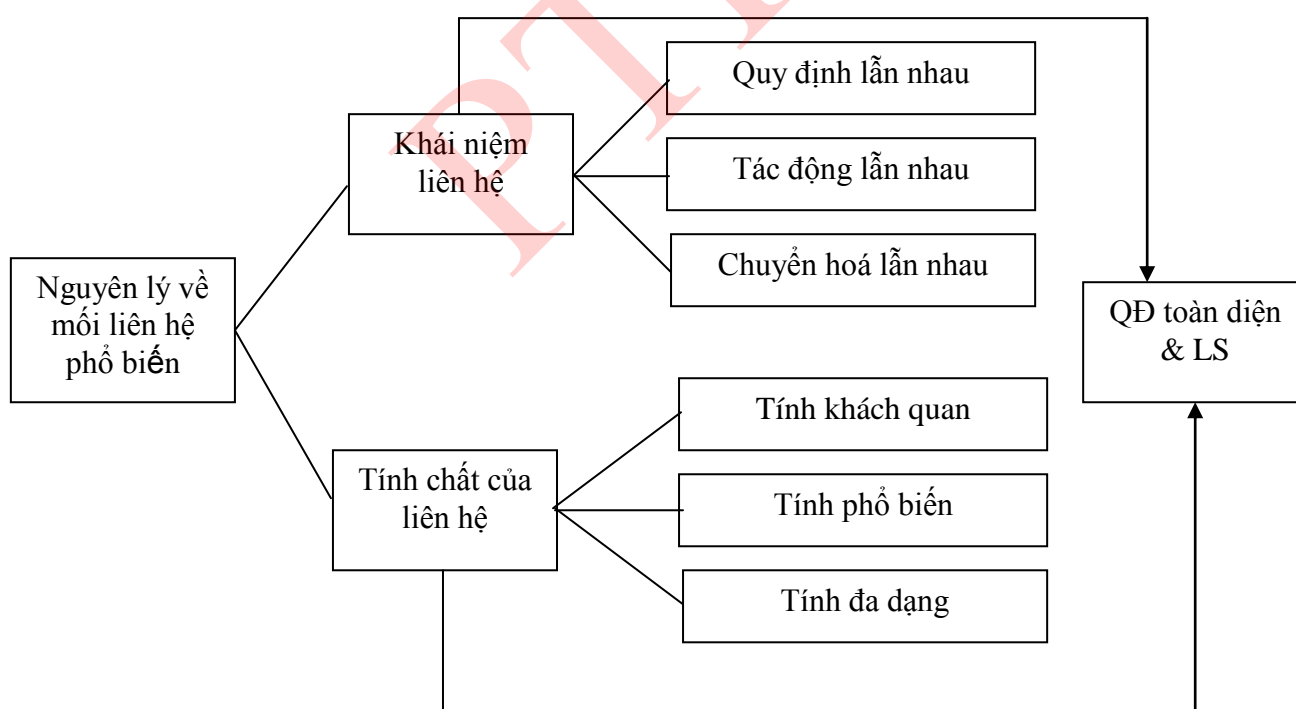 Quy định lẫn nhau
Khái niệm
liên hệ
Tác động lẫn nhau
Chuyển hoá lẫn nhau
Nguyên lý về
mối liên hệ
phổ biến
QĐ toàn diện
& LS
Tính khách quan
Tính chất của
liên hệ
Tính phổ biến
Tính đa dạng